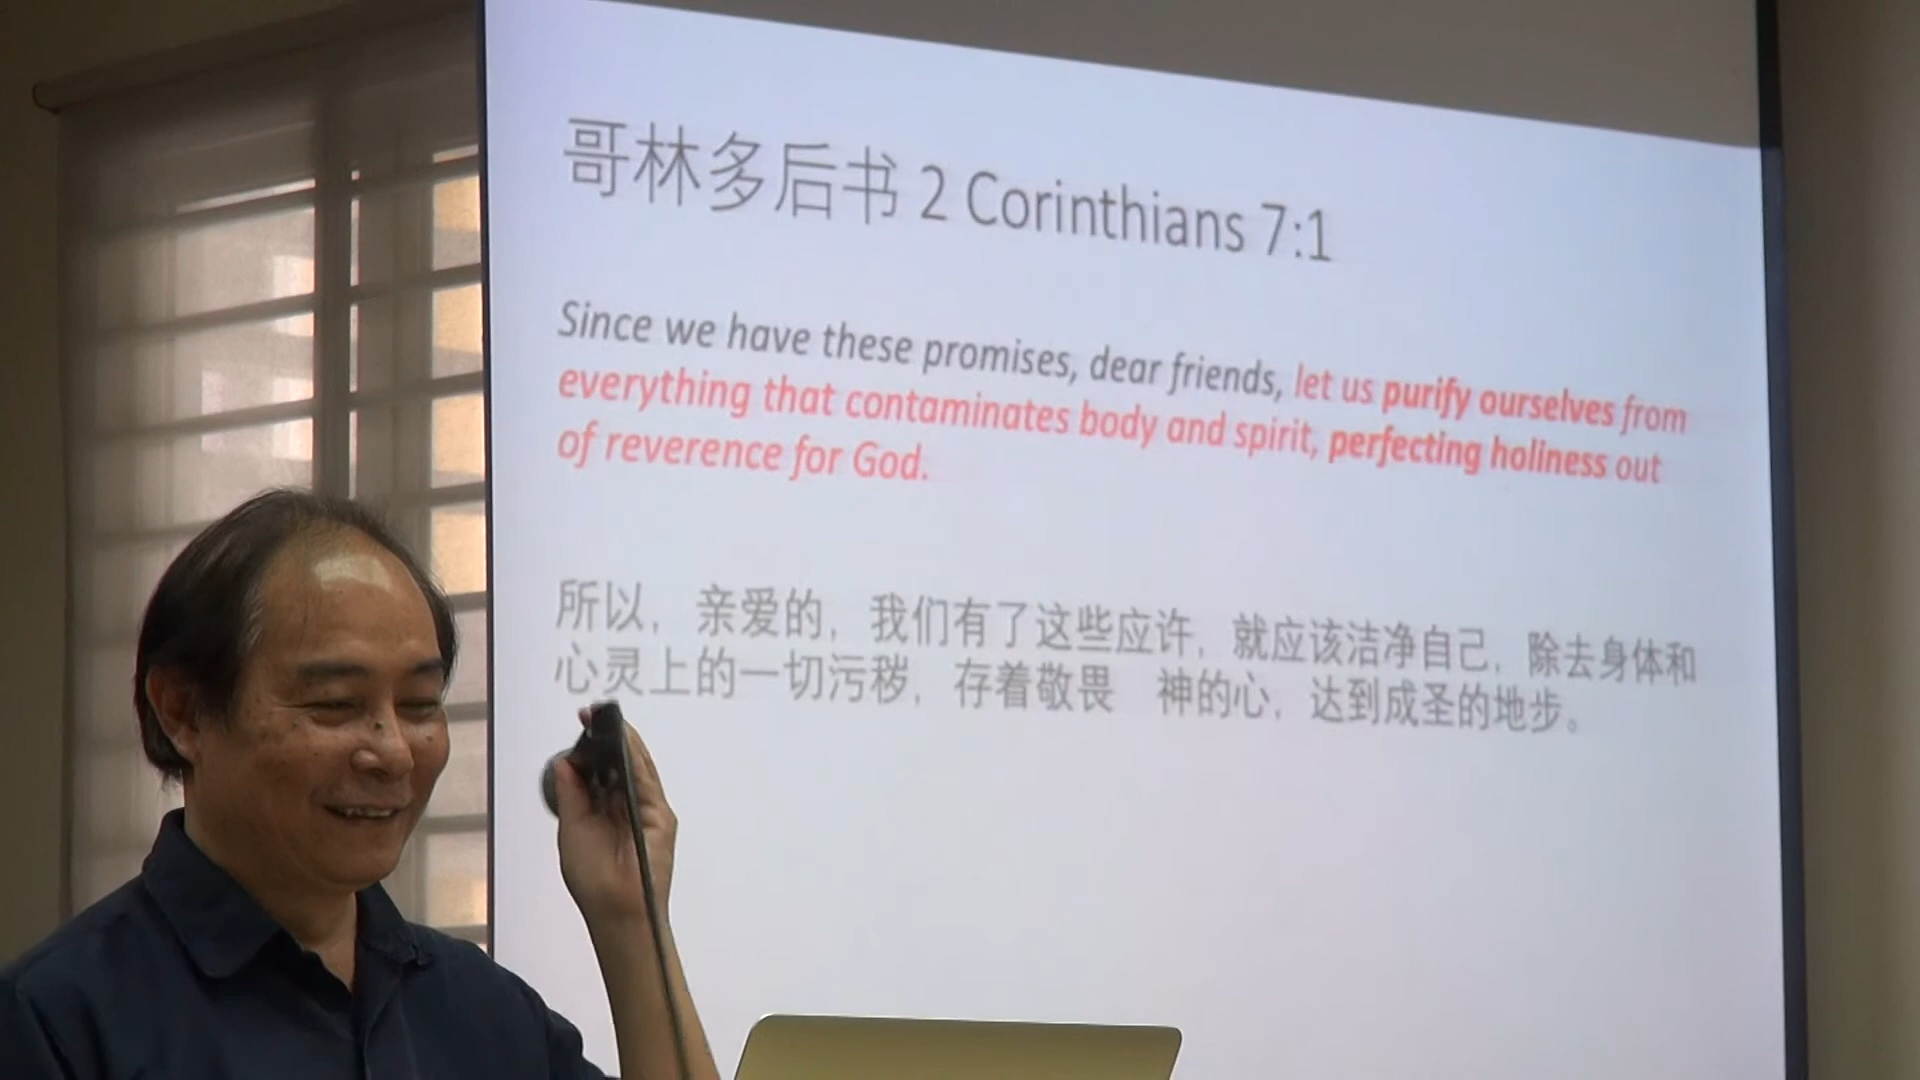 哥林多后书 2 Corinthians 7:1
Since we have these promises, dear friends, let us purify ourselves from
everything that contaminates body and spirit, perfecting holiness out
of reverence for God.
所以，亲爱的，我们有了这些应许，就应该洁净自己，除去身体和
心灵上的一切污秽，存着敬畏　神的心，达到成圣的地步。